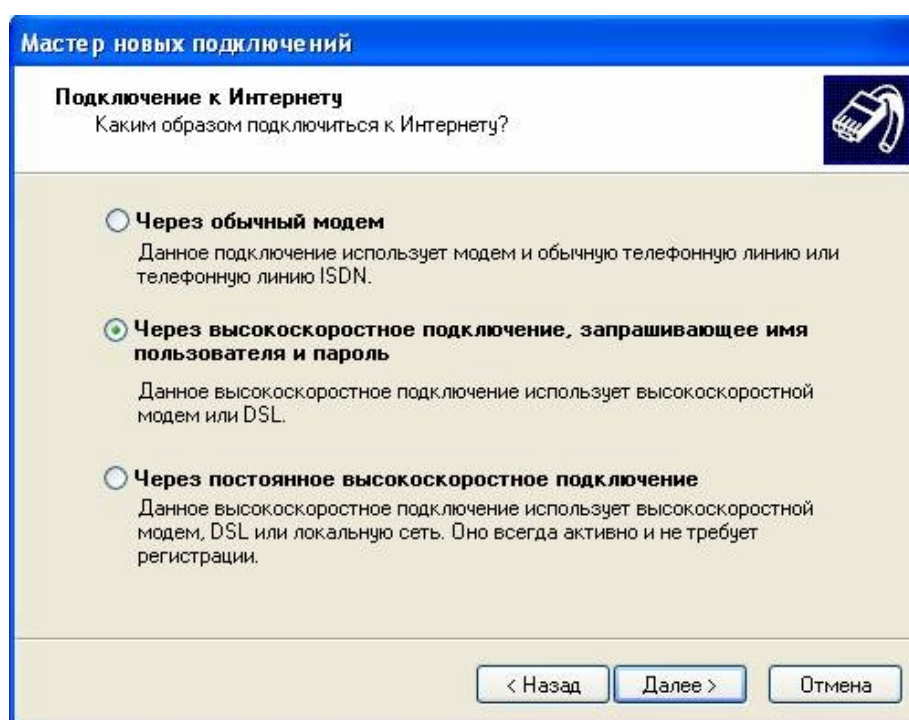 Мастер новых подключений
Подключение к Интернету
Каким образом подключиться к Интернету?
Через обычный модем
Данное подключение использует модем и обычную телефонную линию или
телефонную линию ISDN.
Через высокоскоростное подключение, запрашивающее имя
пользователя и пароль
Данное высокоскоростное подключение использует высокоскоростной
модем или DSL.
Через постоянное высокоскоростное подключение
Данное высокоскоростное подключение использует высокоскоростной
модем, DSL или локальную сеть. Оно всегда активно и не требует
регистрации.
< Назад Далее > Отмена